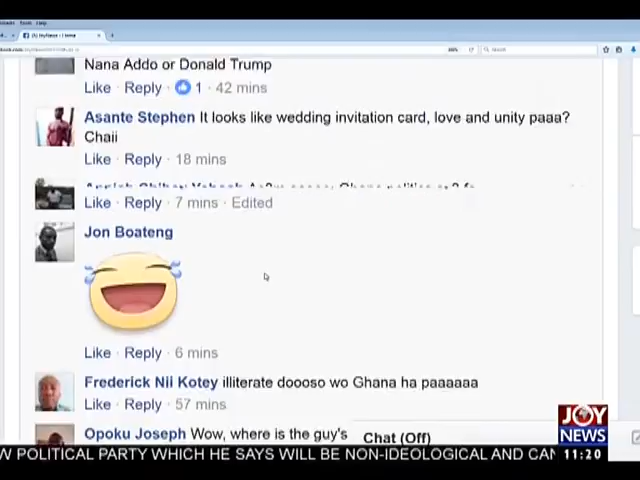 Nana Addo or Donald Trump
Like · Reply · 1 · 42 mins
Asante Stephen It looks like wedding invitation card, love and unity paaa?
Chaii
Like · Reply · 18 mins
Like · Reply · 7 mins · Edited
Jon Boateng
Like · Reply · 6 mins
Frederick Nii Kotey illiterate doooso wo Ghana ha paaaaaa
Like · Reply · 57 mins
Opoku Joseph Wow, where is the guy's
Chat (Off)
JOY
NEWS
W POLITICAL PARTY WHICH HE SAYS WILL BE NON-IDEOLOGICAL AND CAN
11:20